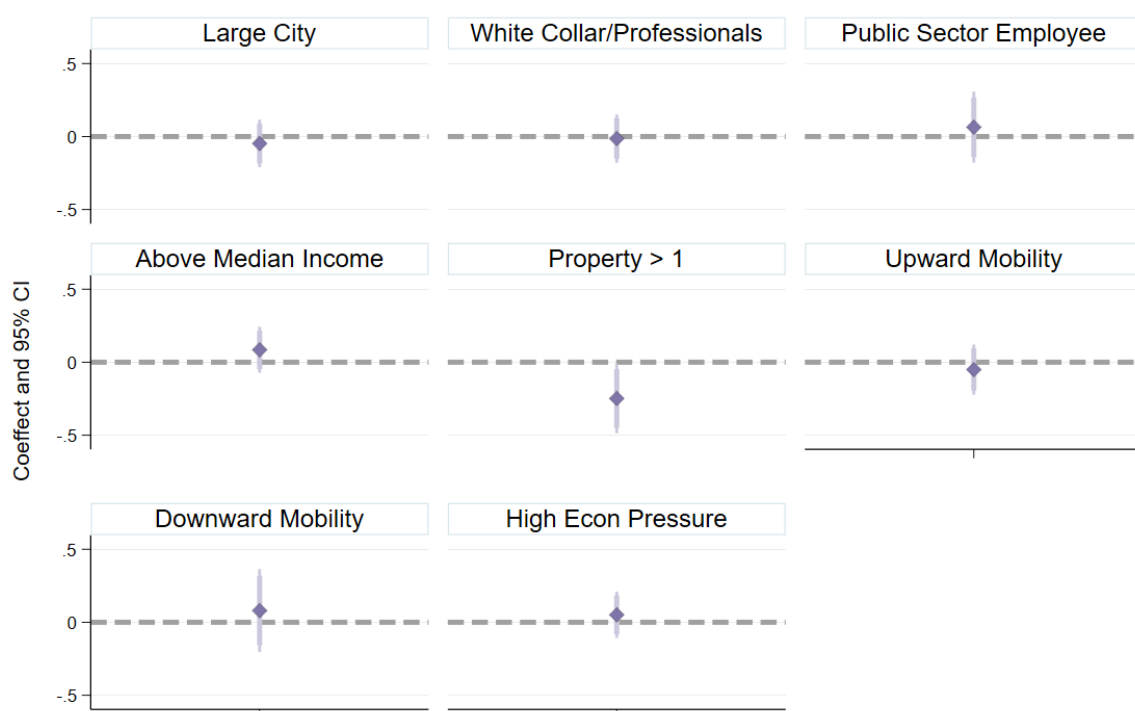 Large City
White Collar/Professionals
Public Sector Employee
.5
0
-.5
Above Median Income
Property > 1
Upward Mobility
.5
0
-.5
Coeffect and 95% CI
Downward Mobility
High Econ Pressure
.5
0
-.5